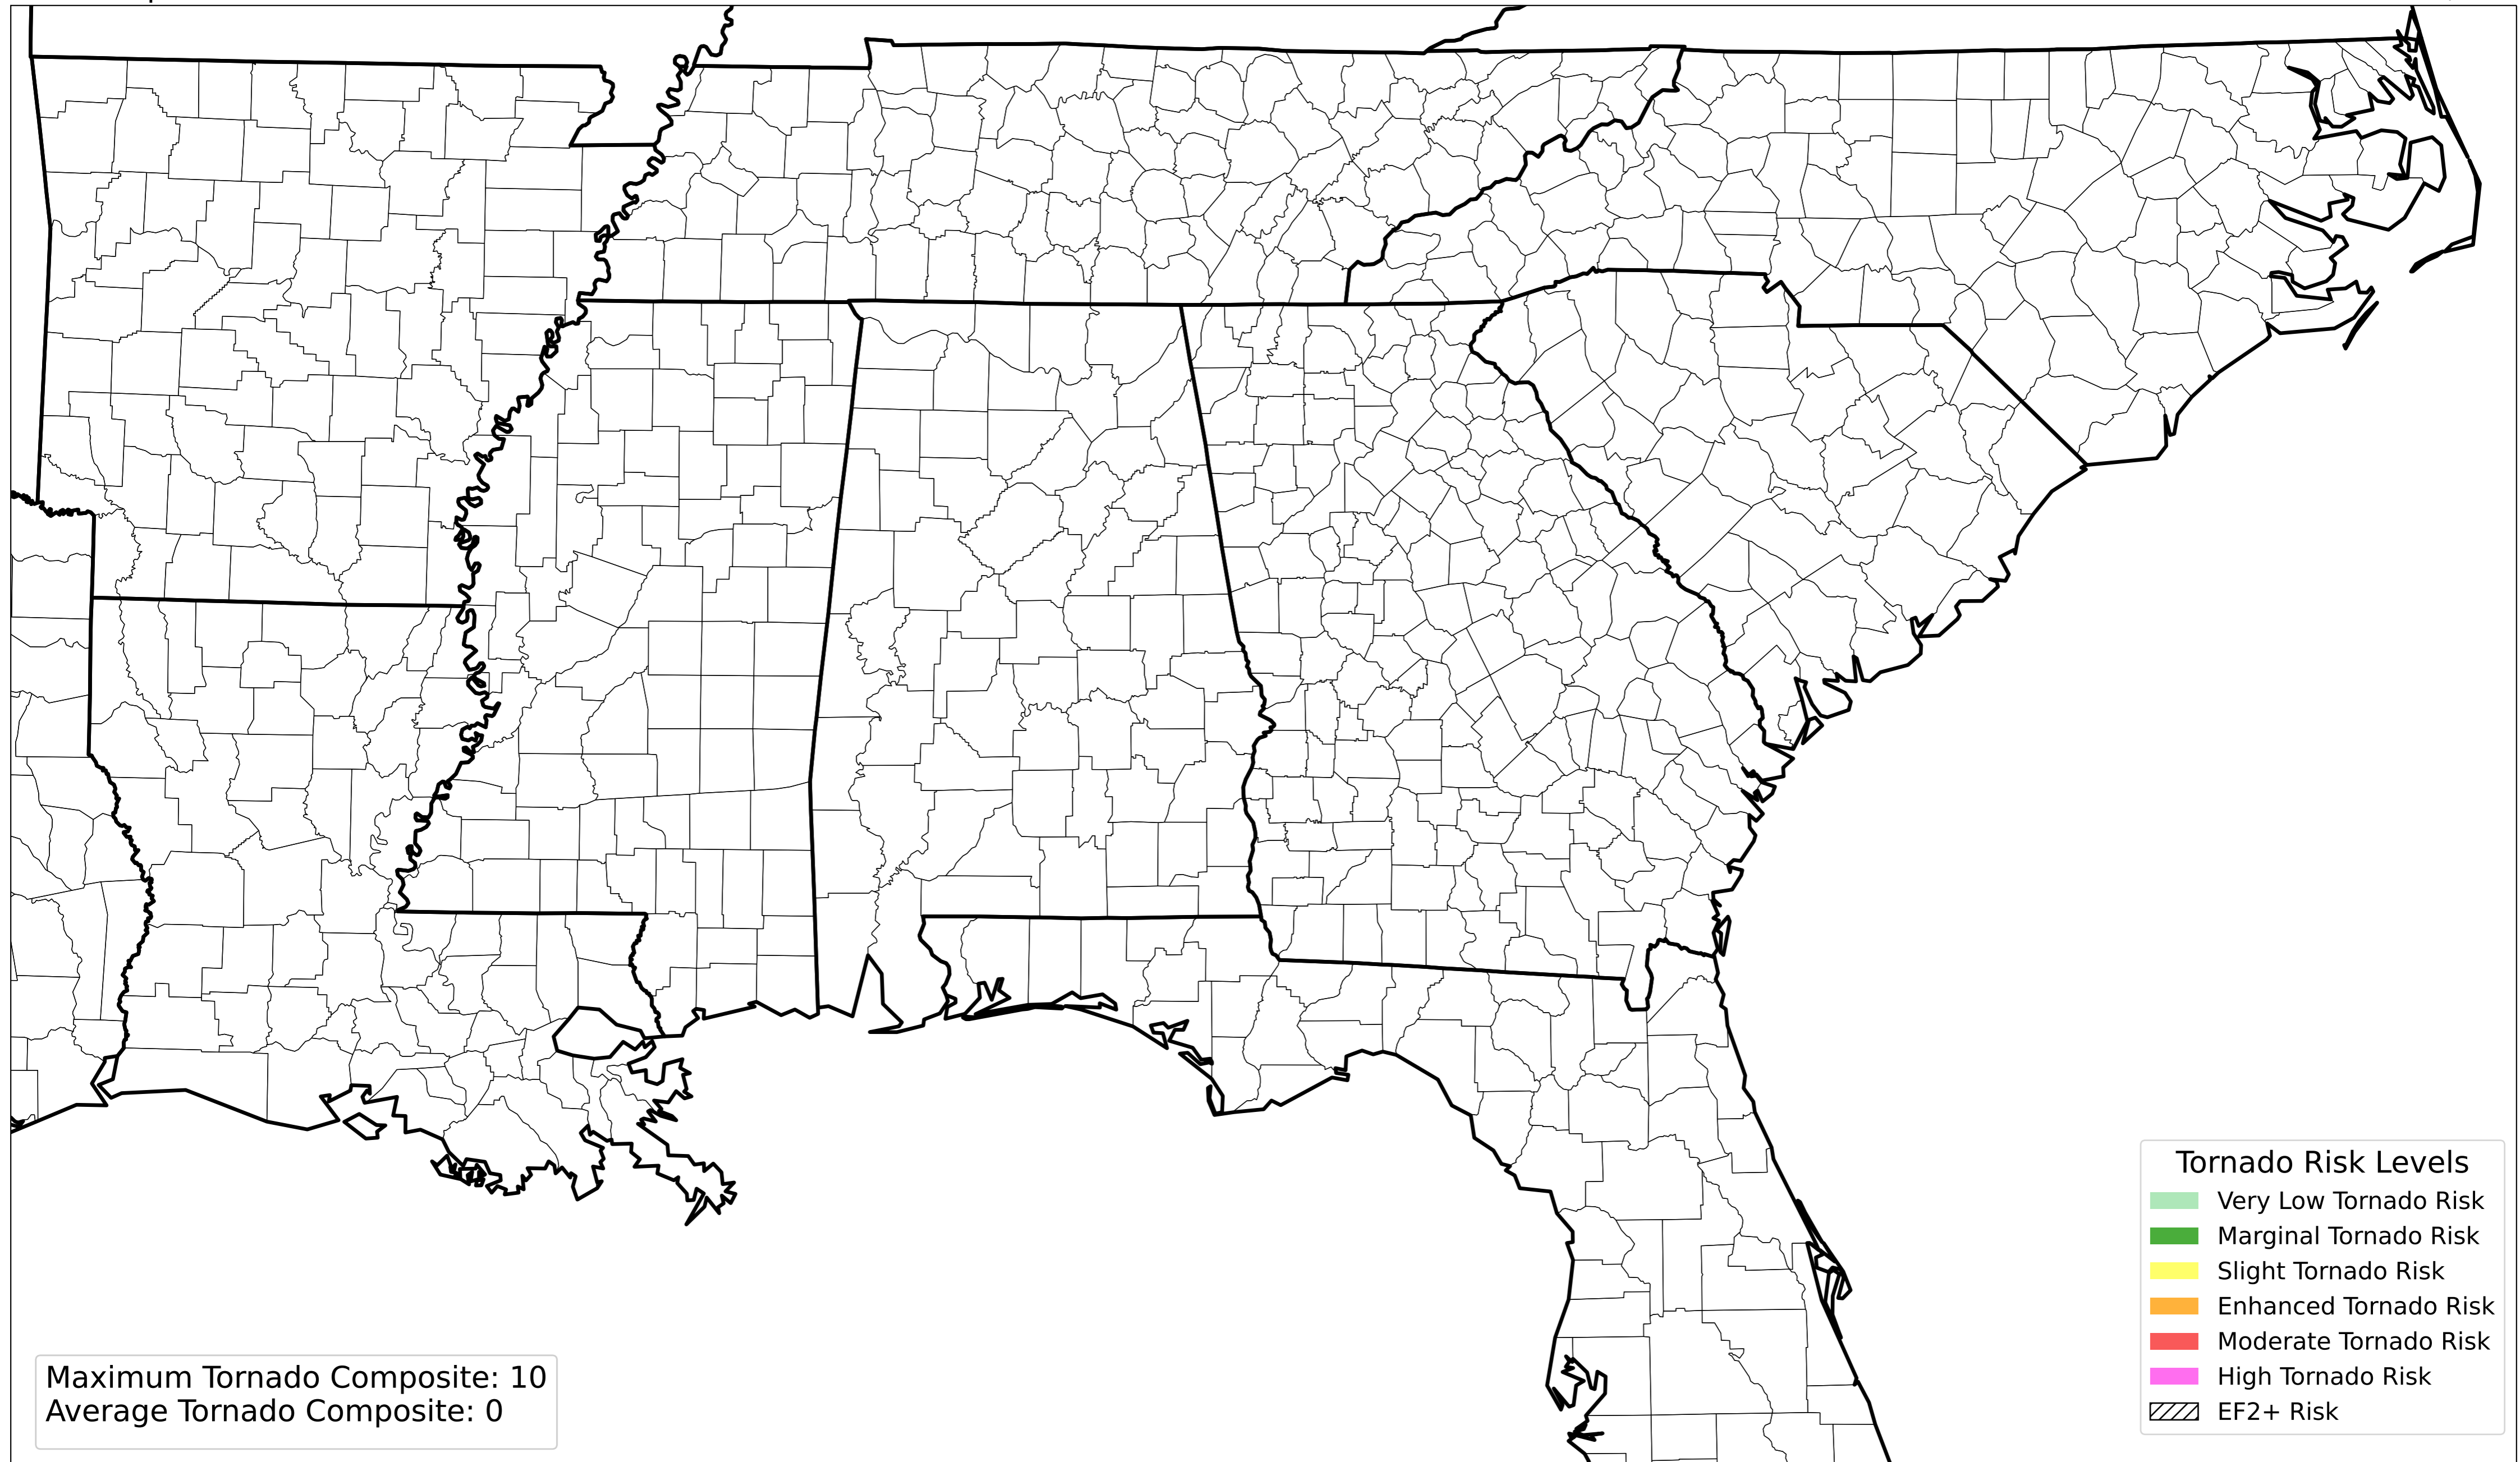 Tornado Risk Levels
Very Low Tornado Risk
Marginal Tornado Risk
Slight Tornado Risk
Enhanced Tornado Risk
Moderate Tornado Risk
High Tornado Risk
EF2+ Risk
Maximum Tornado Composite: 10
Average Tornado Composite: 0